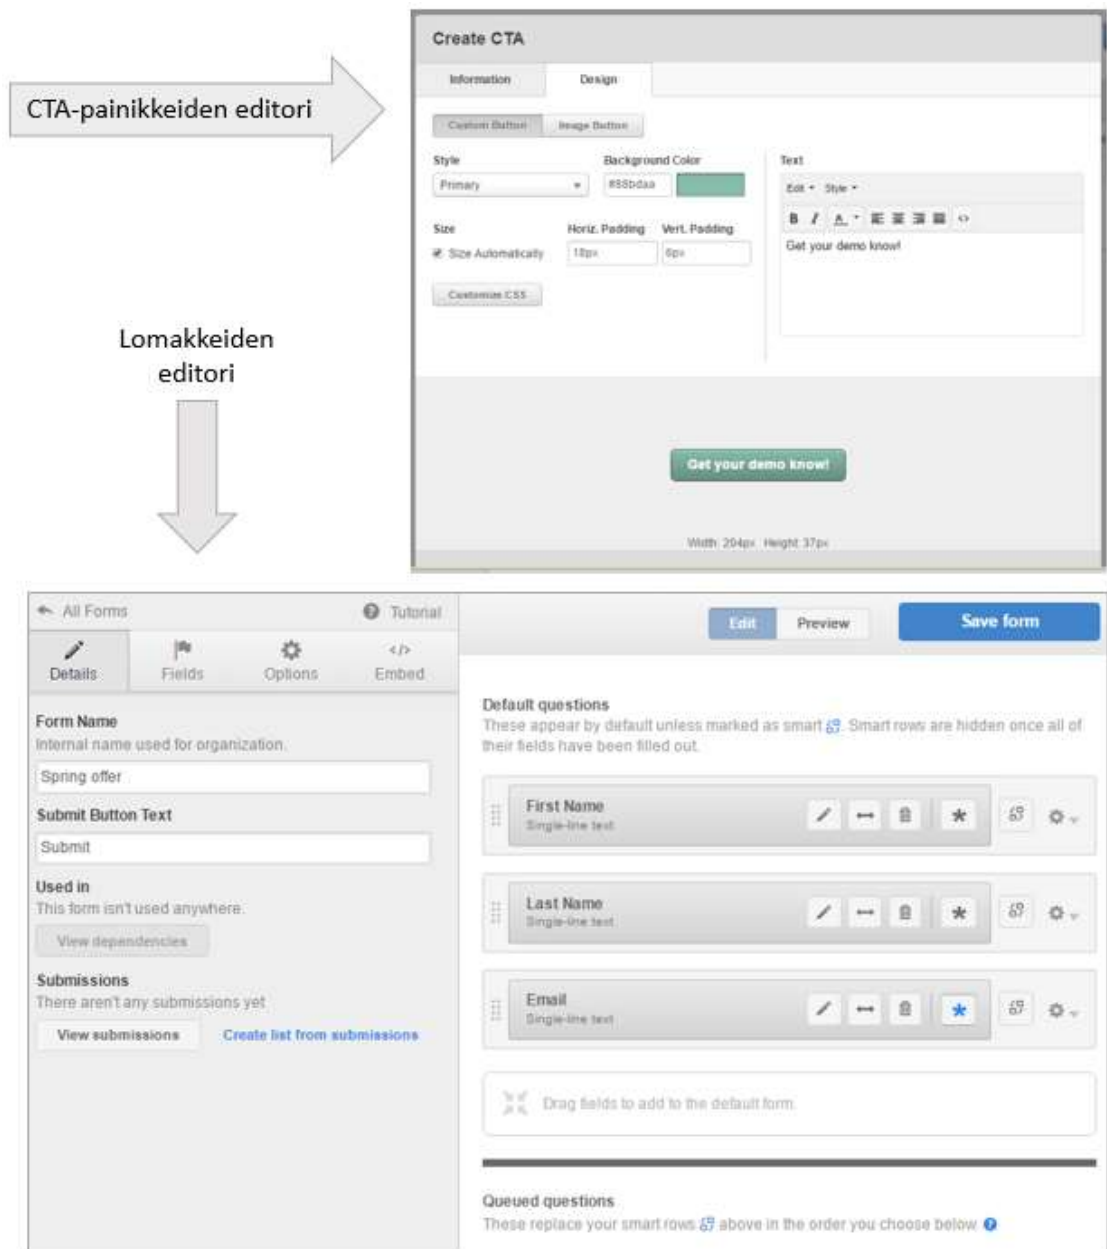 CTA-painikkeiden editori
Create CTA
Information Design
Custom Button Image Button
Style Background Color Text
Primary #88bdaa Edit Style
B I A <>
Size Horiz. Padding Vert. Padding
Size Automatically 18px 6px
Get your demo know!
Customize CSS
Get your demo know!
Width: 204px Height: 37px
Lomakkeiden
editori
All Forms Tutorial
Details Fields Options </> Embed
Form Name
Internal name used for organization.
Spring offer
Submit Button Text
Submit
Used in
This form isn't used anywhere.
View dependencies
Submissions
There aren't any submissions yet
View submissions Create list from submissions
Edit Preview Save form
Default questions
These appear by default unless marked as smart . Smart rows are hidden once all of
their fields have been filled out.
First Name
Single-line text
Last Name
Single-line text
Email
Single-line text
Drag fields to add to the default form.
Queued questions
These replace your smart rows above in the order you choose below